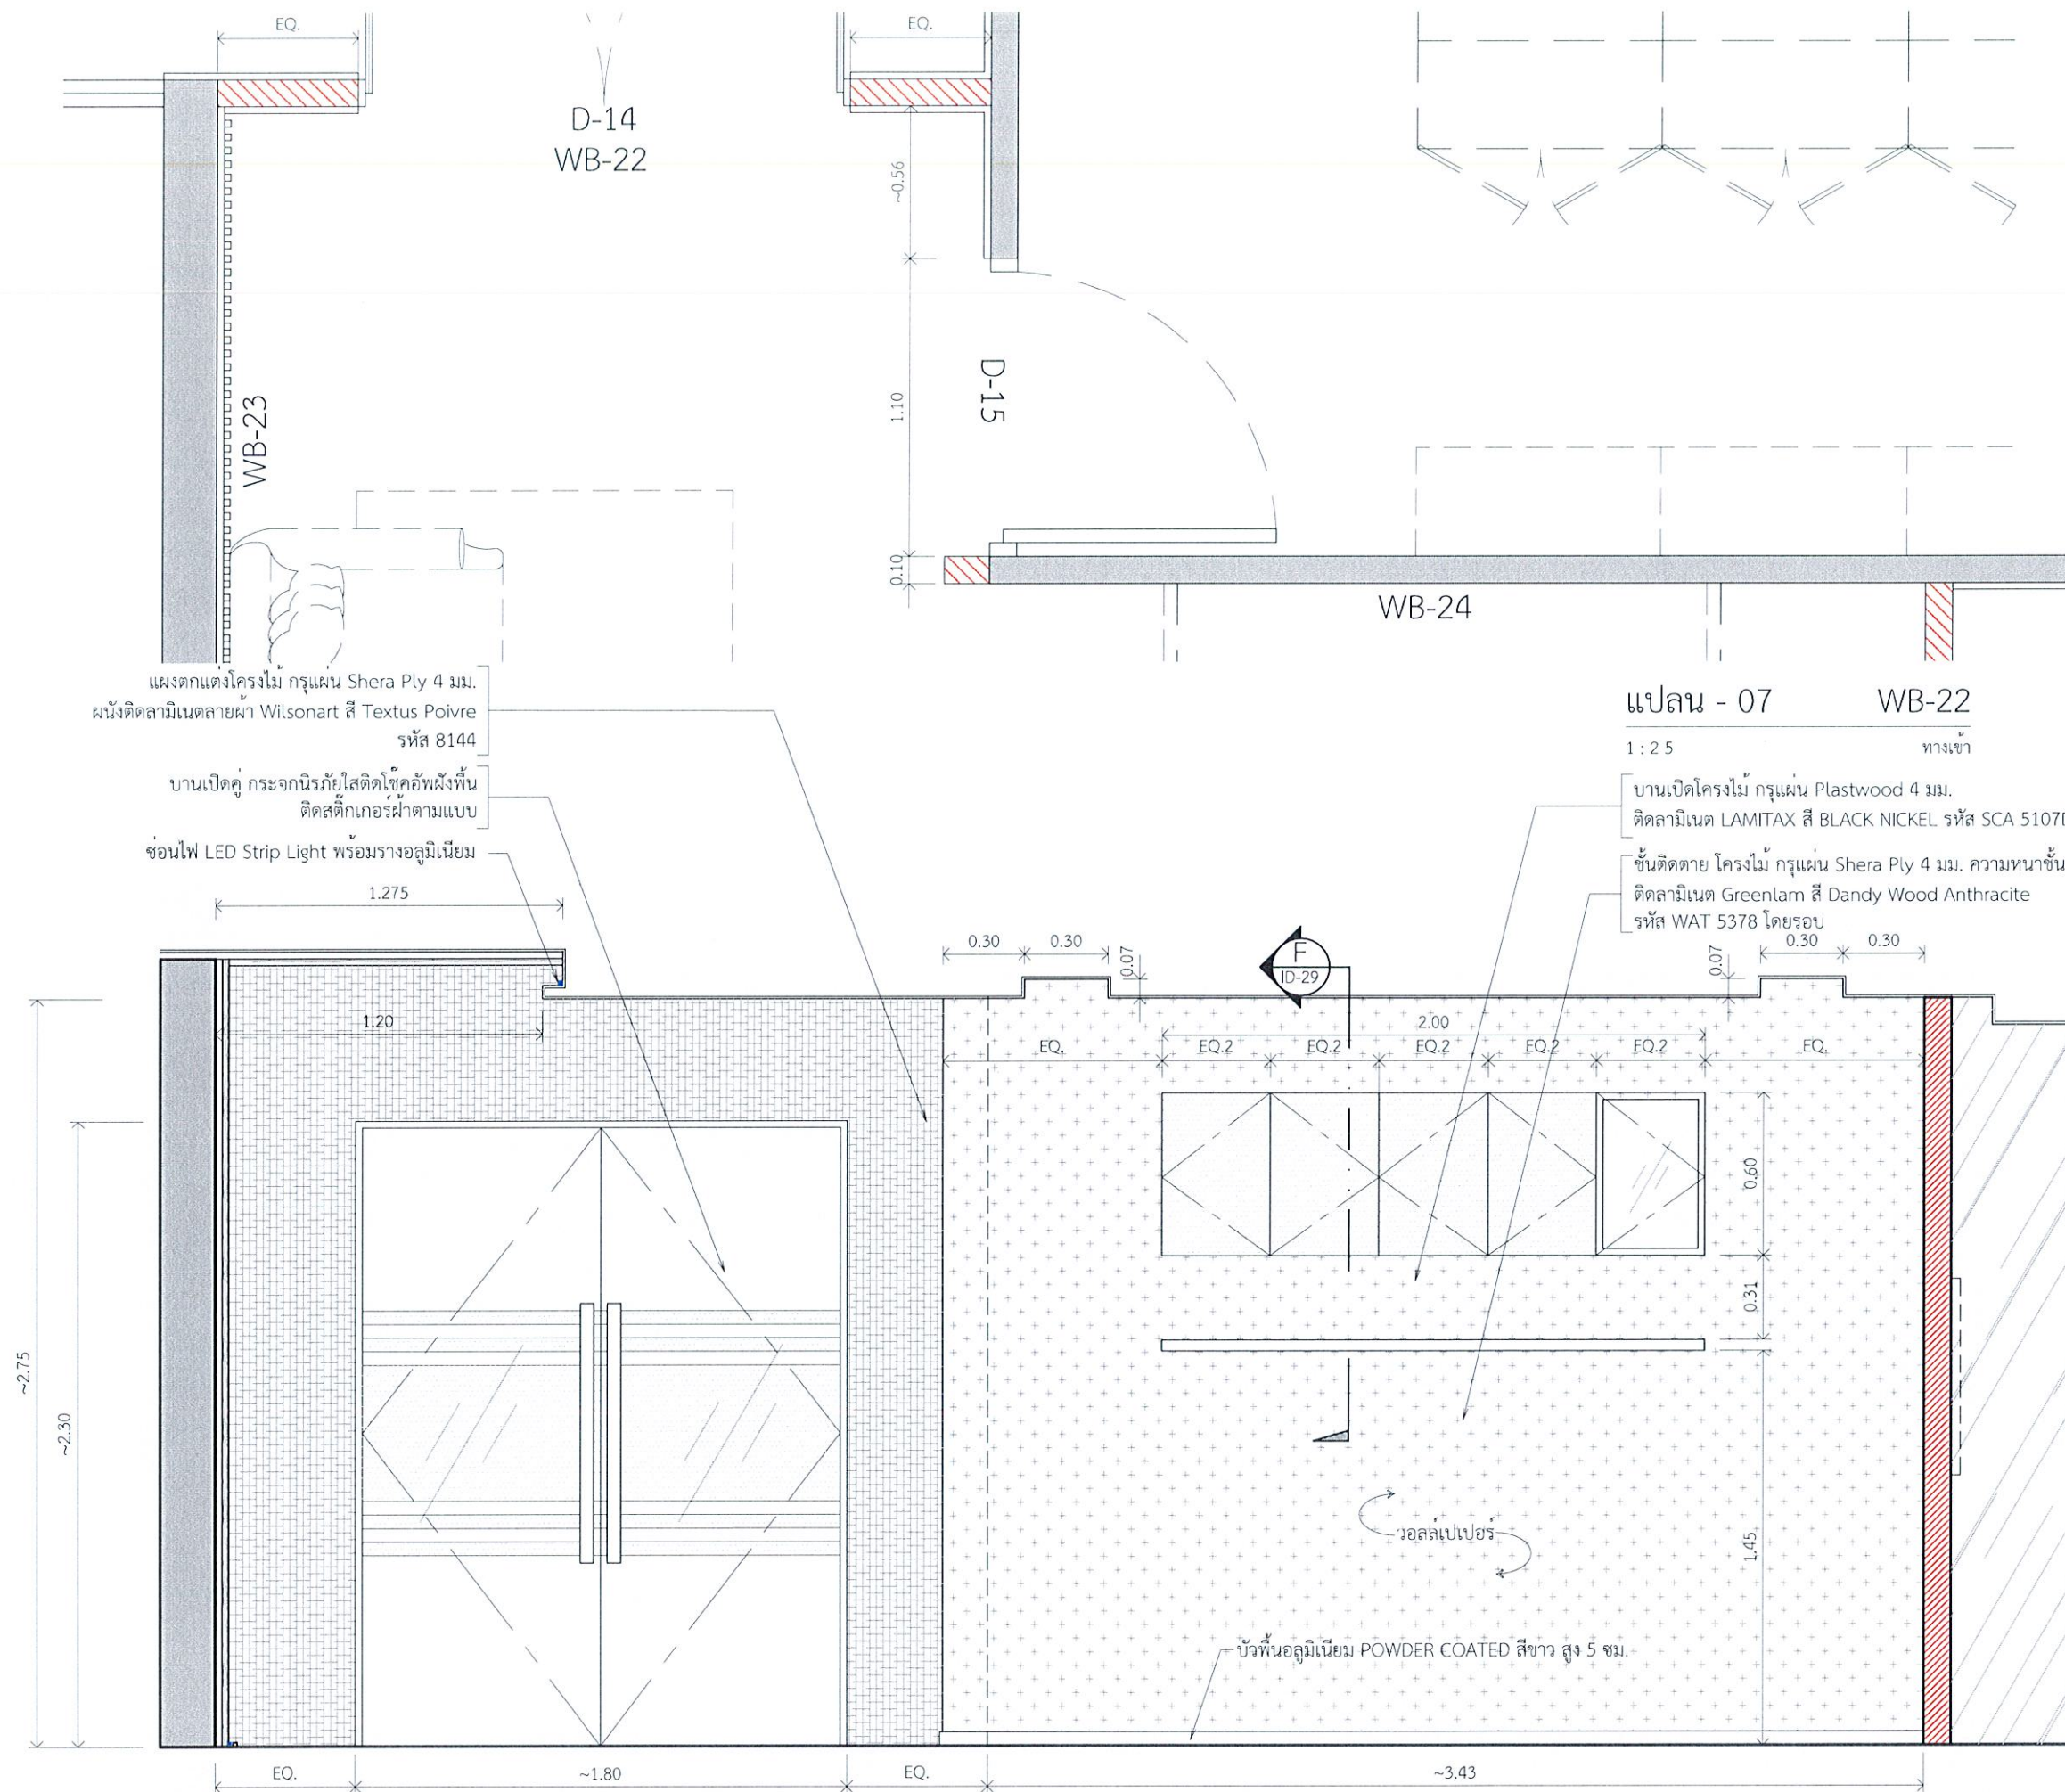 EQ.
EQ.
D-14
WB-22
~0.56
1.10
0.10
D-15
WB-23
WB-24
แผงตกแต่งโครงไม้ กรุแผ่น Shera Ply 4 มม.
ผนังติดลามิเนตลายผ้า Wilsonart สี Textus Poivre
รหัส 8144
บานเปิดคู่ กระจกนิรภัยใสติดโช๊คอัพฝังพื้น
ติดสติ๊กเกอร์ฝ้าตามแบบ
ซ่อนไฟ LED Strip Light พร้อมรางอลูมิเนียม
แปลน - 07 WB-22
1 : 2 5 ทางเข้า
บานเปิดโครงไม้ กรุแผ่น Plastwood 4 มม.
ติดลามิเนต LAMITAX สี BLACK NICKEL รหัส SCA 5107D
ชั้นติดตาย โครงไม้ กรุแผ่น Shera Ply 4 มม. ความหนาชั้น
ติดลามิเนต Greenlam สี Dandy Wood Anthracite
รหัส WAT 5378 โดยรอบ
1.275
0.30 0.30
0.07
F
ID-29
0.07
0.30 0.30
1.20
2.00
EQ. EQ.2 EQ.2 EQ.2 EQ.2 EQ.2 EQ.
0.60
0.31
1.45
~2.75
~2.30
วอลล์เปเปอร์
บัวพื้นอลูมิเนียม POWDER COATED สีขาว สูง 5 ซม.
EQ. ~1.80 EQ. ~3.43